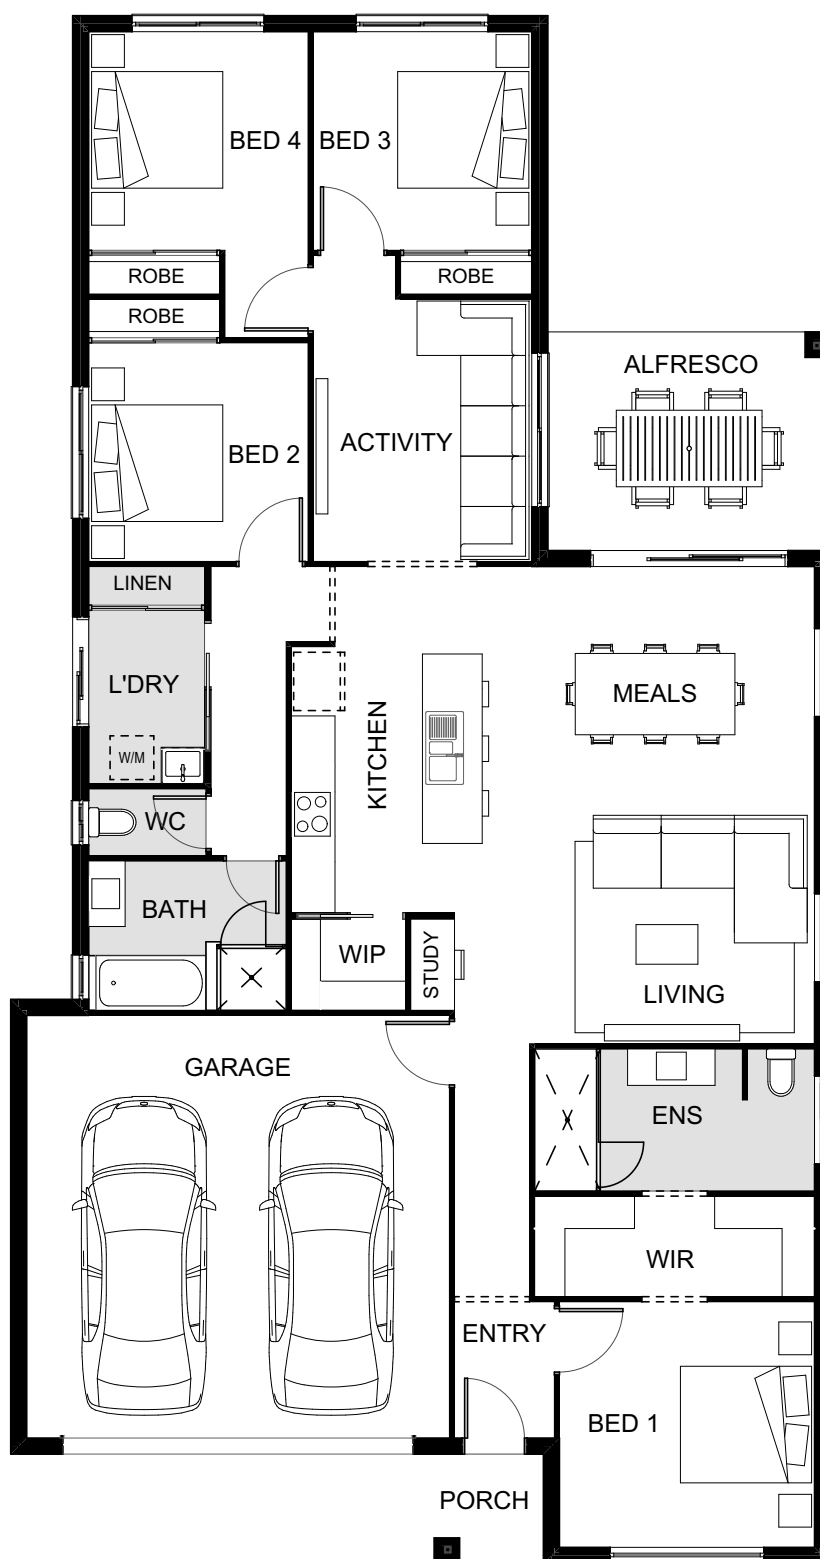 BED 4
BED 3
ROBE
ROBE
ROBE
ALFRESCO
ACTIVITY
BED 2
LINEN
L'DRY
MEALS
KITCHEN
W/M
WC
BATH
WIP
STUDY
LIVING
GARAGE
ENS
WIR
ENTRY
BED 1
PORCH